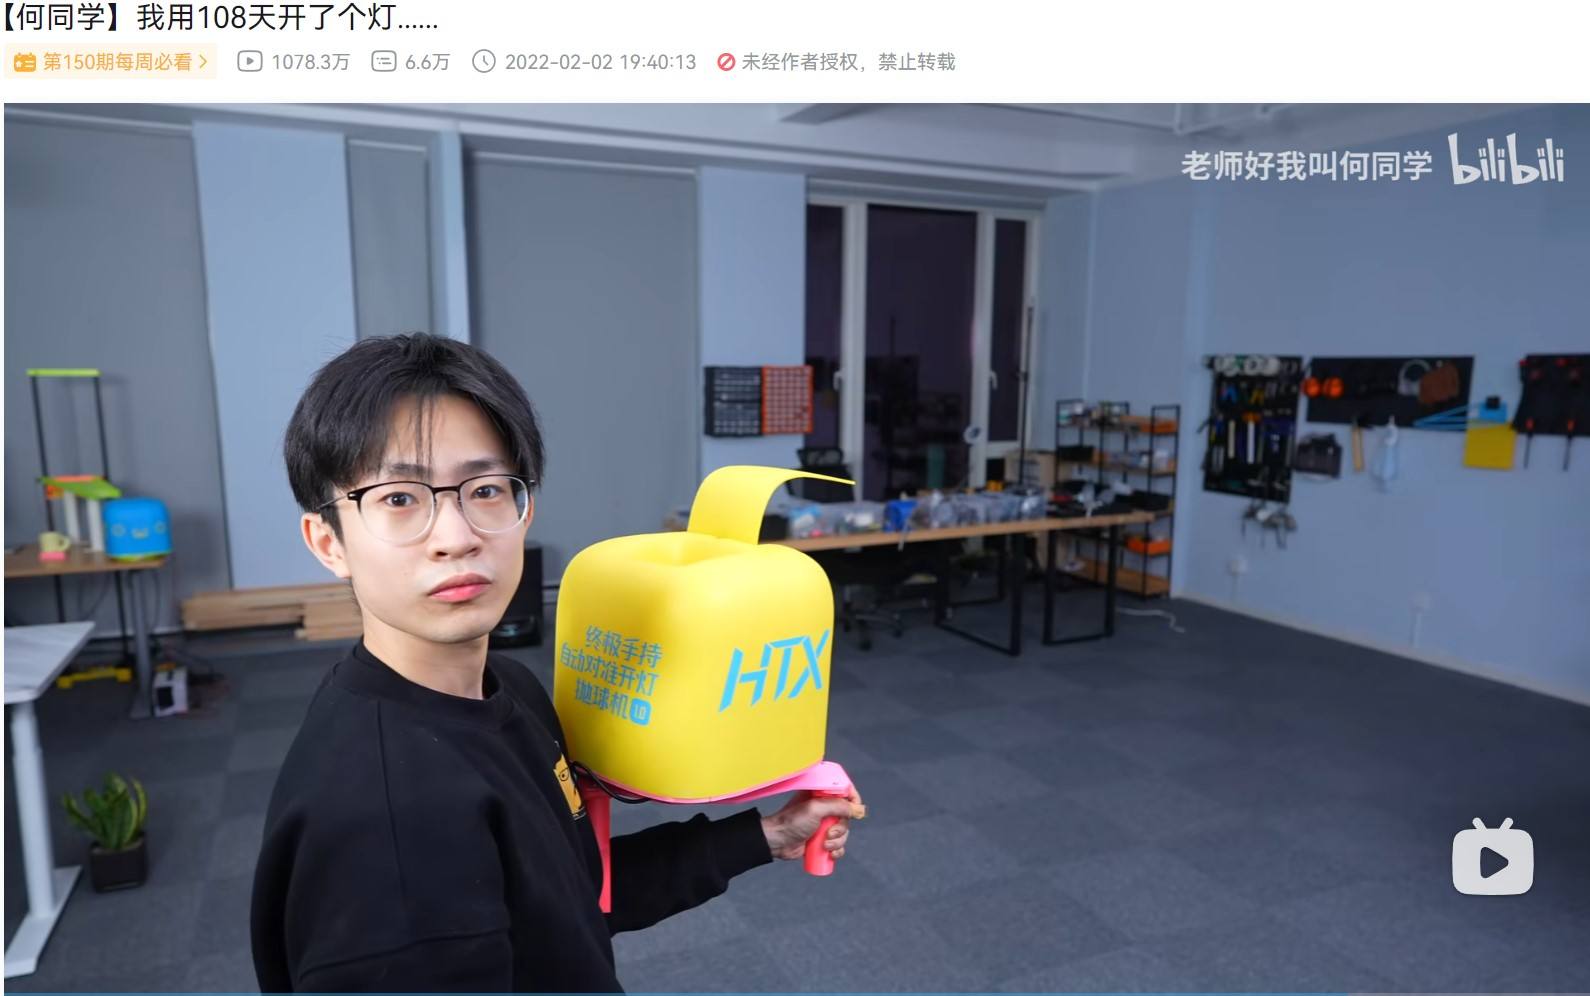 【何同学】我用108天开了个灯......
第150期每周必看 >
1078.3万
6.6万
2022-02-02 19:40:13
未经作者授权，禁止转载
老师好我叫何同学 bilibili
终极手持
自动对准开灯
抛球机1.0
HTX